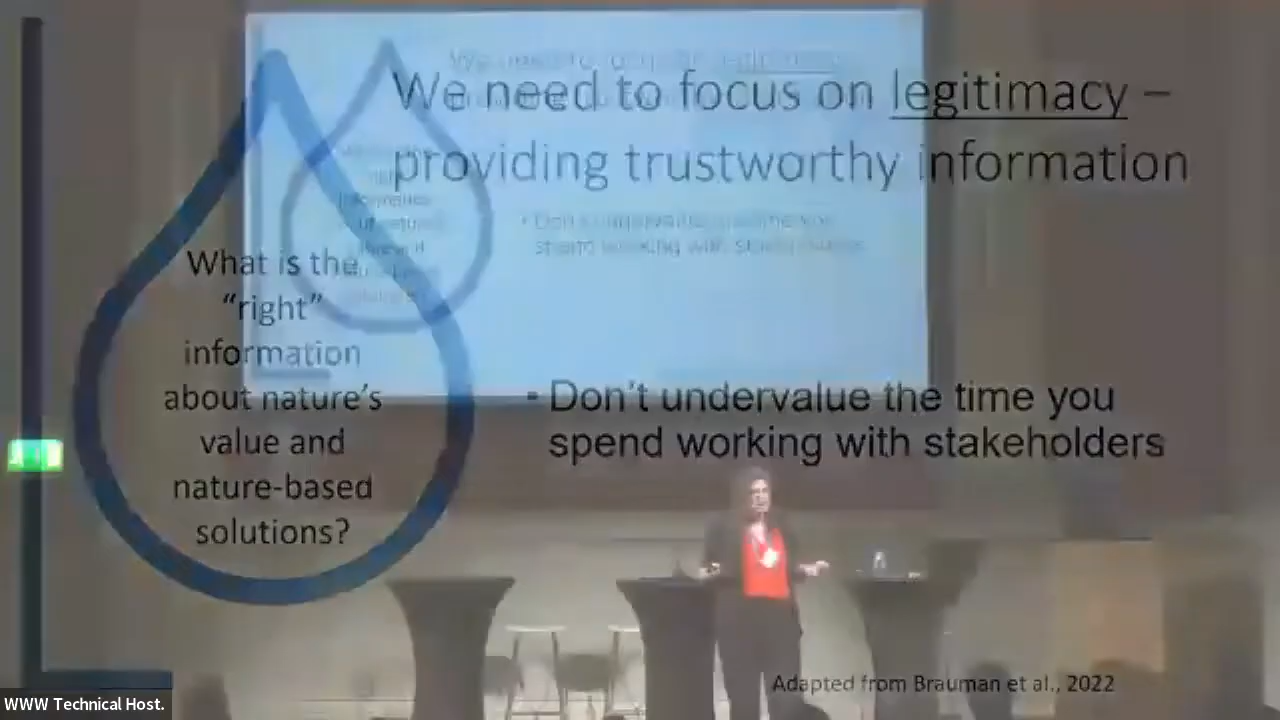 We need to focus on legitimacy –
providing trustworthy information
What is the
“right”
information
about nature’s
value and
nature-based
solutions?
▪ Don’t undervalue the time you
spend working with stakeholders
Adapted from Brauman et al., 2022
WWW Technical Host.